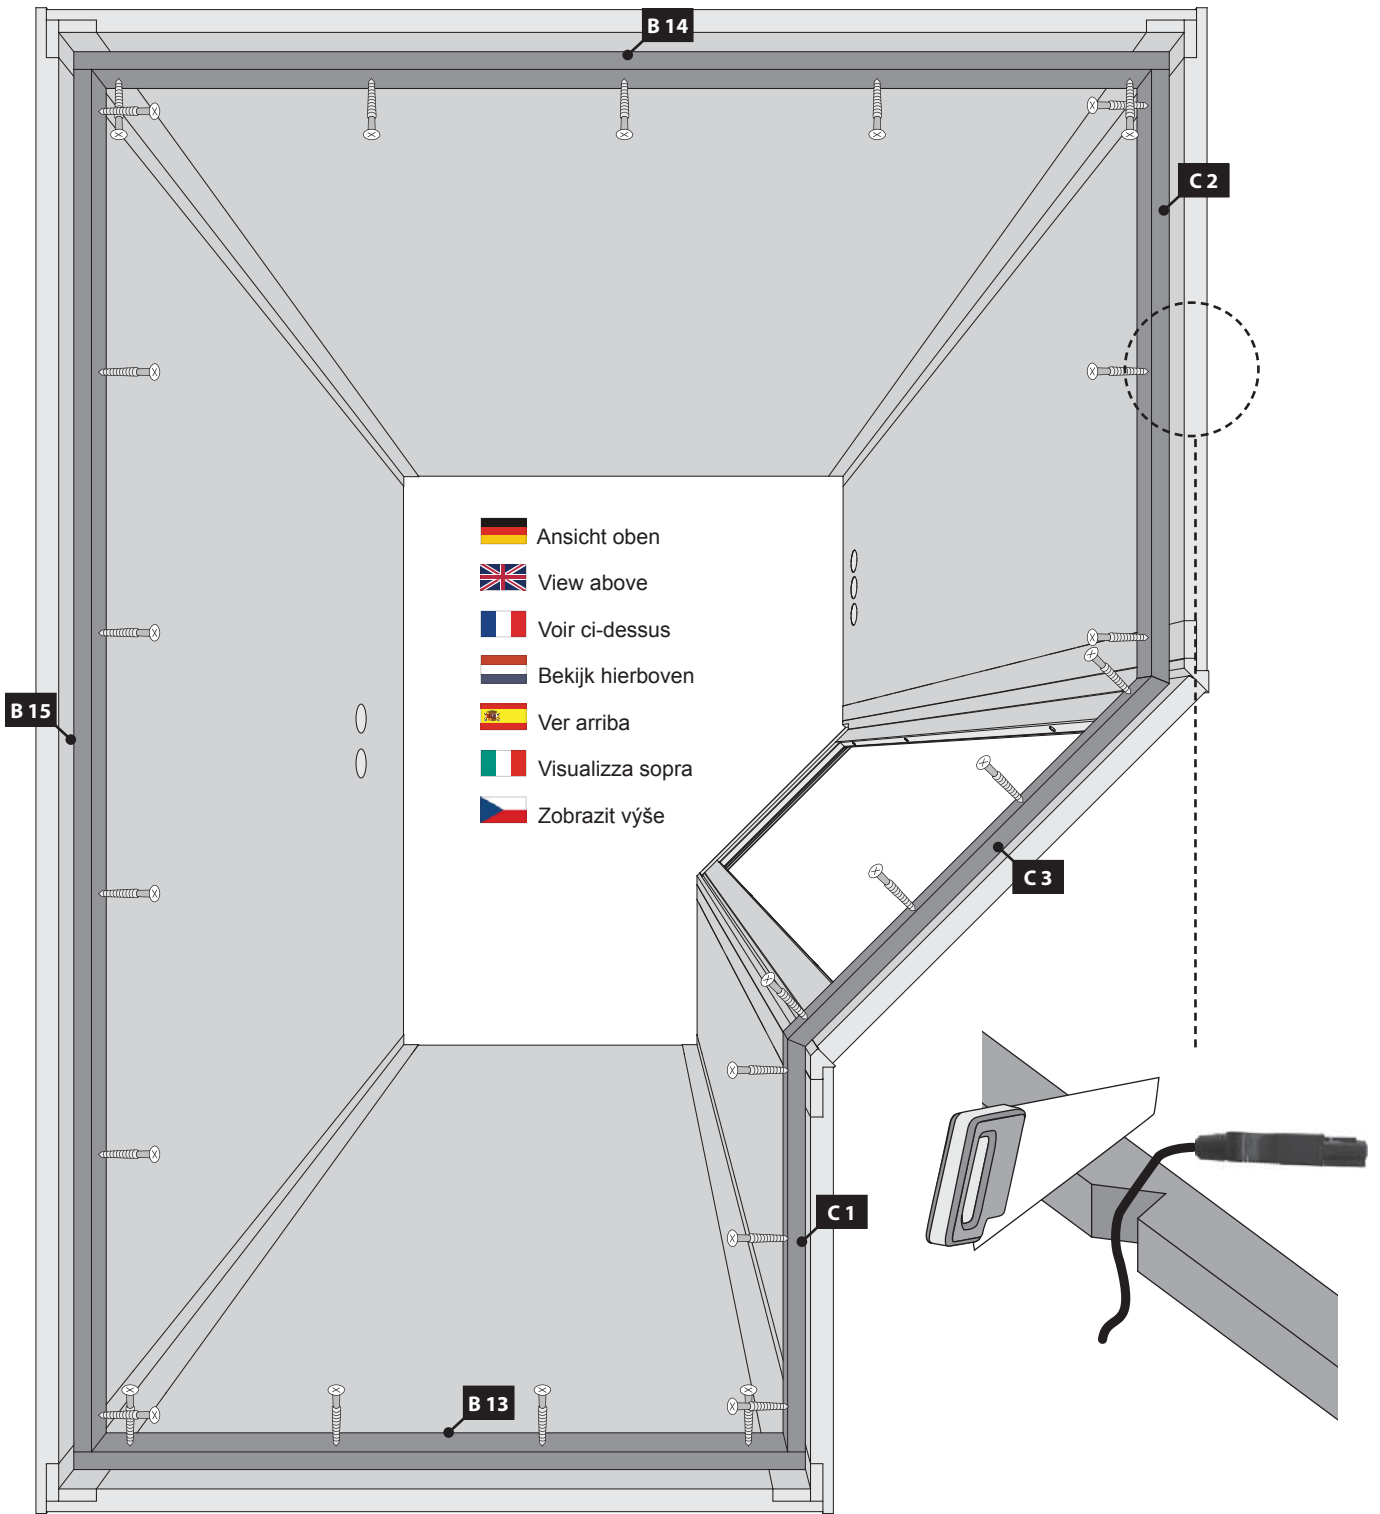 B 14
C 2
Ansicht oben
View above
Voir ci-dessus
Bekijk hierboven
Ver arriba
Visualizza sopra
Zobrazit výše
B 15
C 3
C 1
B 13